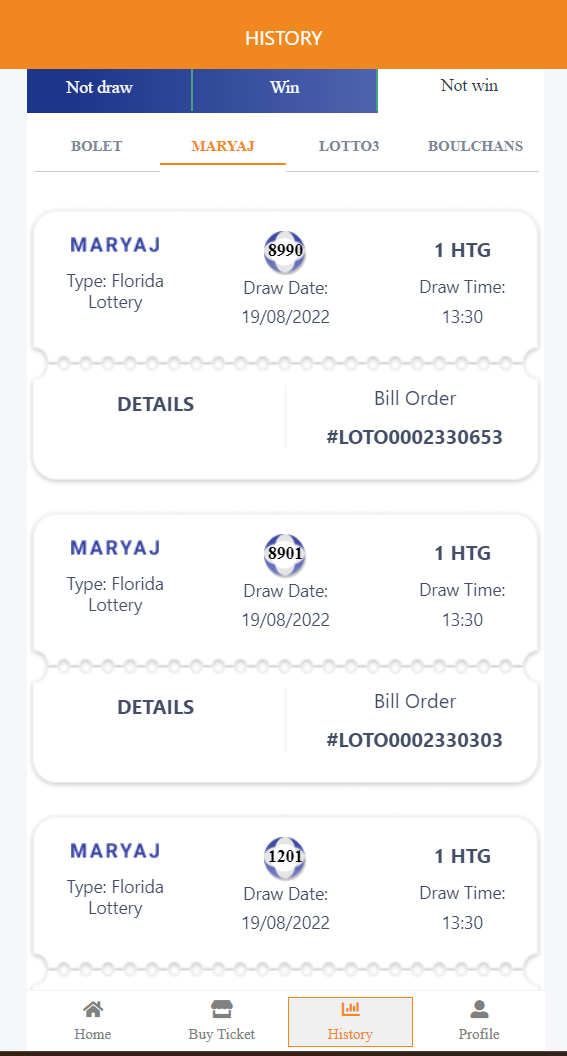 HISTORY
Not draw Win Not win
BOLET MARYAJ LOTTO3 BOULCHANS
MARYAJ 8990 1 HTG
Type: Florida Lottery Draw Date: 19/08/2022 Draw Time: 13:30
DETAILS Bill Order
#LOTO0002330653
MARYAJ 8901 1 HTG
Type: Florida Lottery Draw Date: 19/08/2022 Draw Time: 13:30
DETAILS Bill Order
#LOTO0002330303
MARYAJ 1201 1 HTG
Type: Florida Lottery Draw Date: 19/08/2022 Draw Time: 13:30
Home Buy Ticket History Profile